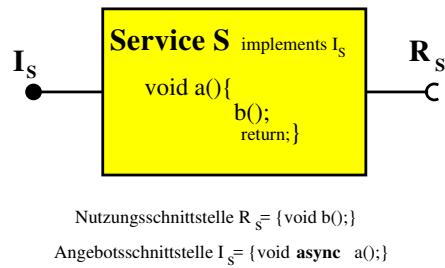 Service S implements I_S
I_S
R_S
void a(){
b();
return;}
Nutzungsschnittstelle R_S= {void b();}
Angebotsschnittstelle I_S= {void async a();}